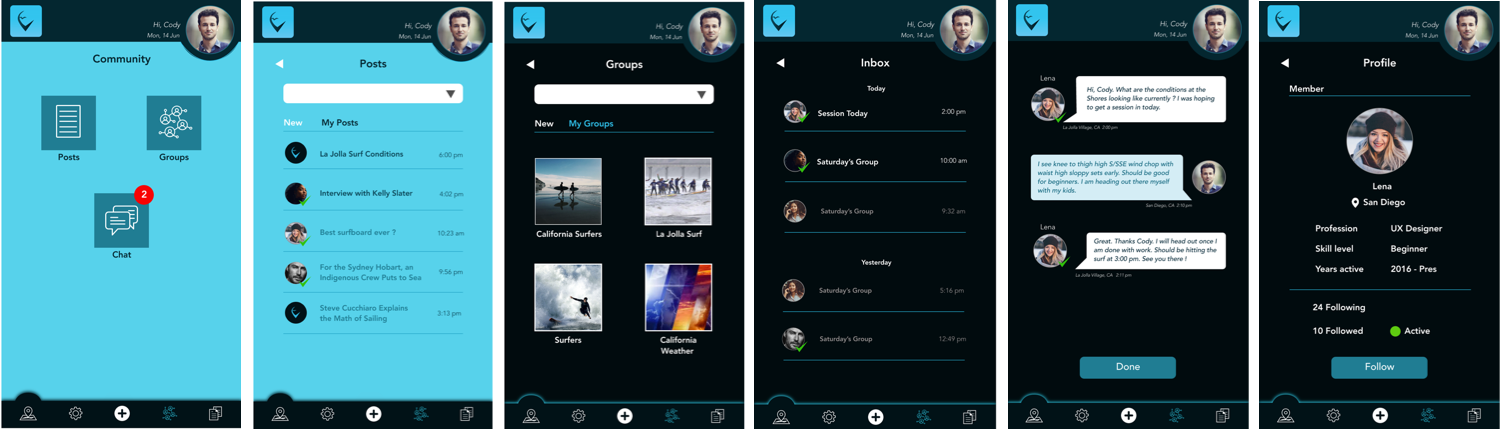 Hi, Cody
Mon, 14 Jun
Community
Posts
Groups
2
Chat
Hi, Cody
Mon, 14 Jun
Posts
New My Posts
La Jolla Surf Conditions 6:00 pm
Interview with Kelly Slater 4:02 pm
Best surfboard ever ? 10:23 am
For the Sydney Hobart, an
Indigenous Crew Puts to Sea 9:56 pm
Steve Cucchiaro Explains
the Math of Sailing 3:13 pm
Hi, Cody
Mon, 14 Jun
Groups
New My Groups
California Surfers
La Jolla Surf
Surfers
California
Weather
Hi, Cody
Mon, 14 Jun
Inbox
Today
Session Today 2:00 pm
Saturday's Group 10:00 am
Saturday's Group 9:32 am
Yesterday
Saturday's Group 5:16 pm
Saturday's Group 12:49 pm
Hi, Cody
Mon, 14 Jun
Lena
Hi, Cody. What are the conditions at the
Shores looking like currently ? I was hoping
to get a session in today.
La Jolla Village, CA 2:00 pm
I see knee to thigh high S/SSE wind chop with
waist high sloppy sets early. Should be good
for beginners. I am heading out there myself
with my kids.
San Diego, CA 2:10 pm
Lena
Great. Thanks Cody. I will head out once I
am done with work. Should be hitting the
surf at 3:00 pm. See you there !
La Jolla Village, CA 2:11 pm
Done
Hi, Cody
Mon, 14 Jun
Profile
Member
Lena
San Diego
Profession UX Designer
Skill level Beginner
Years active 2016 - Pres
24 Following
10 Followed Active
Follow